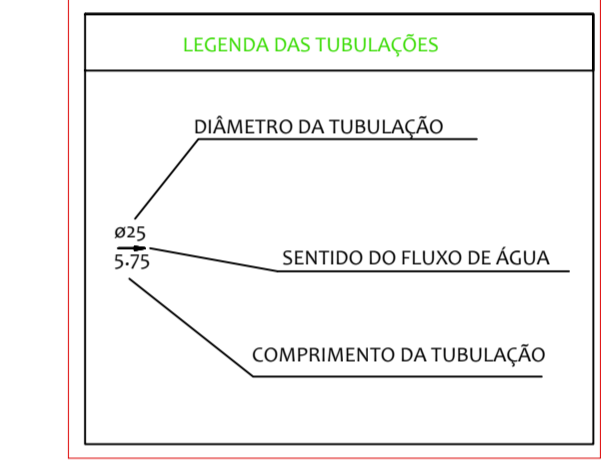 LEGENDA DAS TUBULAÇÕES
DIÂMETRO DA TUBULAÇÃO
ø25
5.75
SENTIDO DO FLUXO DE ÁGUA
COMPRIMENTO DA TUBULAÇÃO